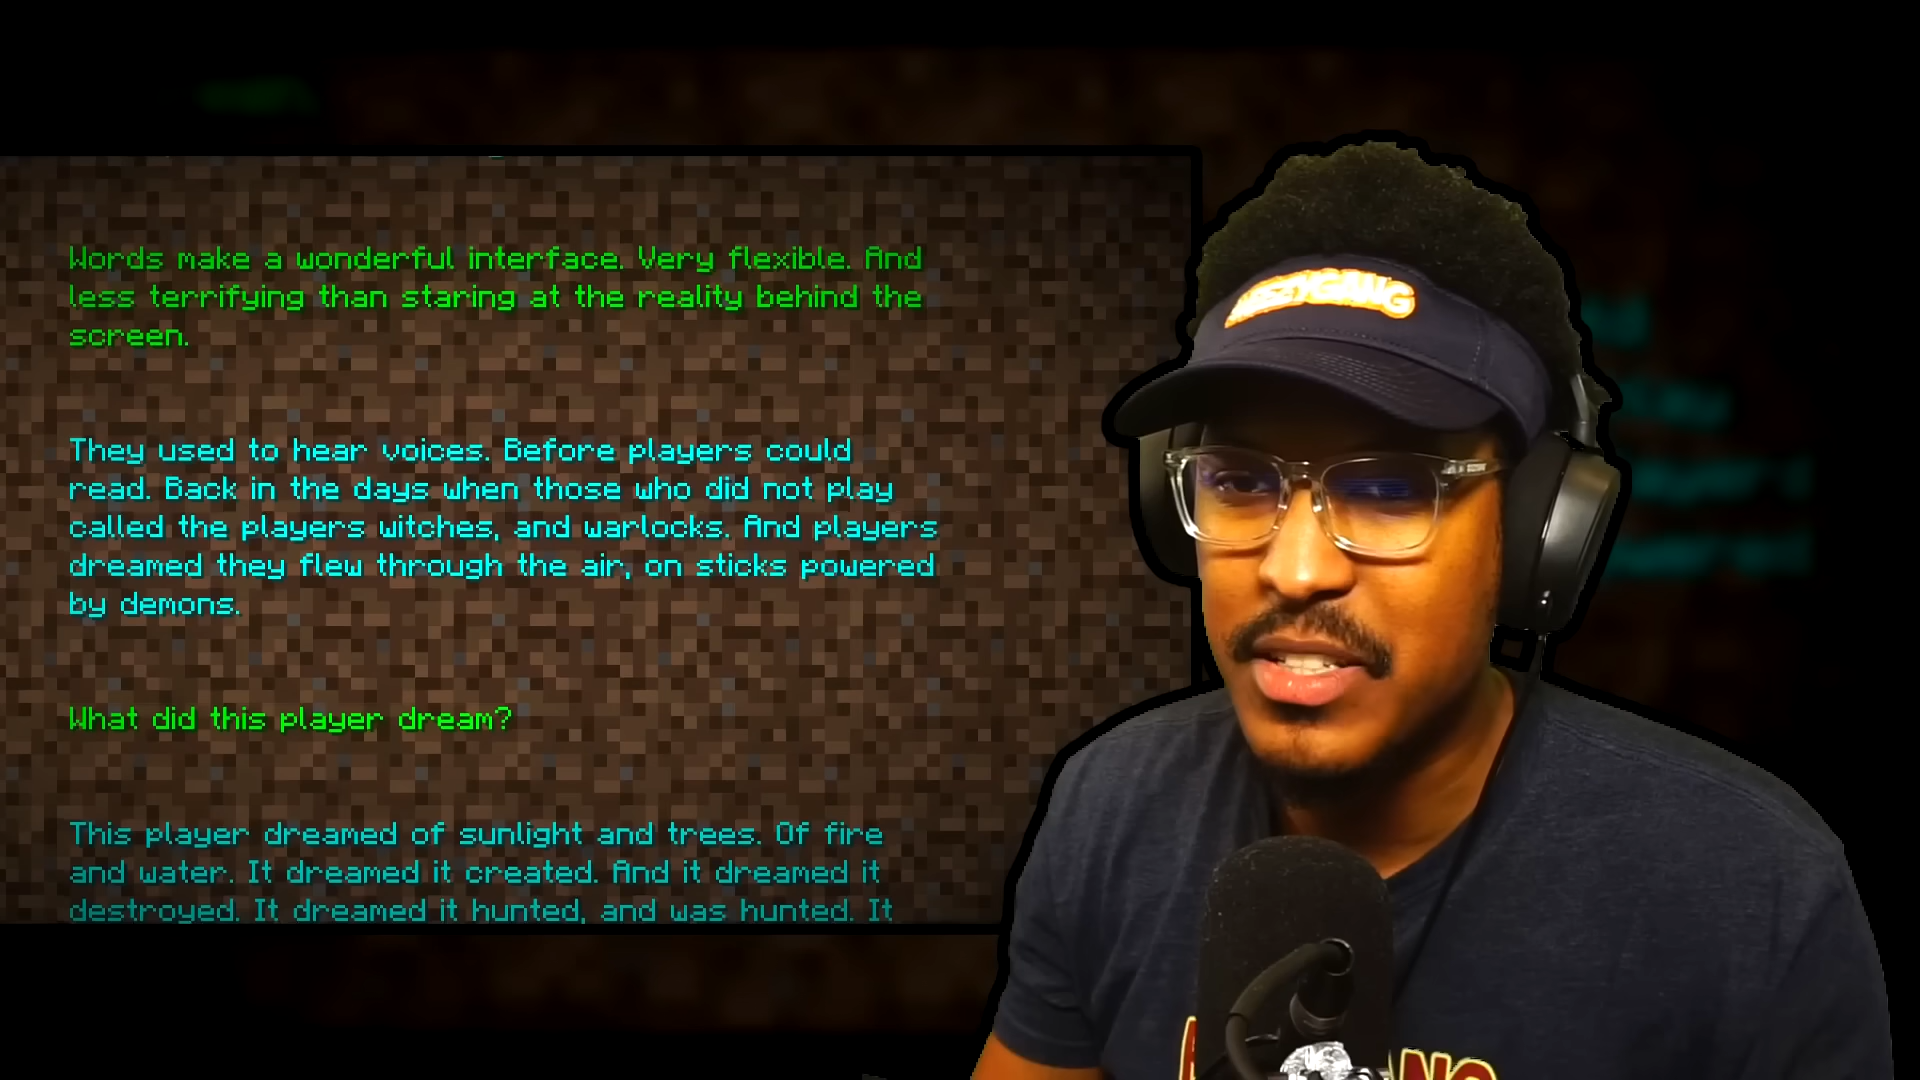 Words make a wonderful interface. Very flexible. And
less terrifying than staring at the reality behind the
screen.
They used to hear voices. Before players could
read. Back in the days when those who did not play
called the players witches, and warlocks. And players
dreamed they flew through the air, on sticks powered
by demons.
What did this player dream?
This player dreamed of sunlight and trees. Of fire
and water. It dreamed it created. And it dreamed it
destroyed. It dreamed it hunted, and was hunted. It